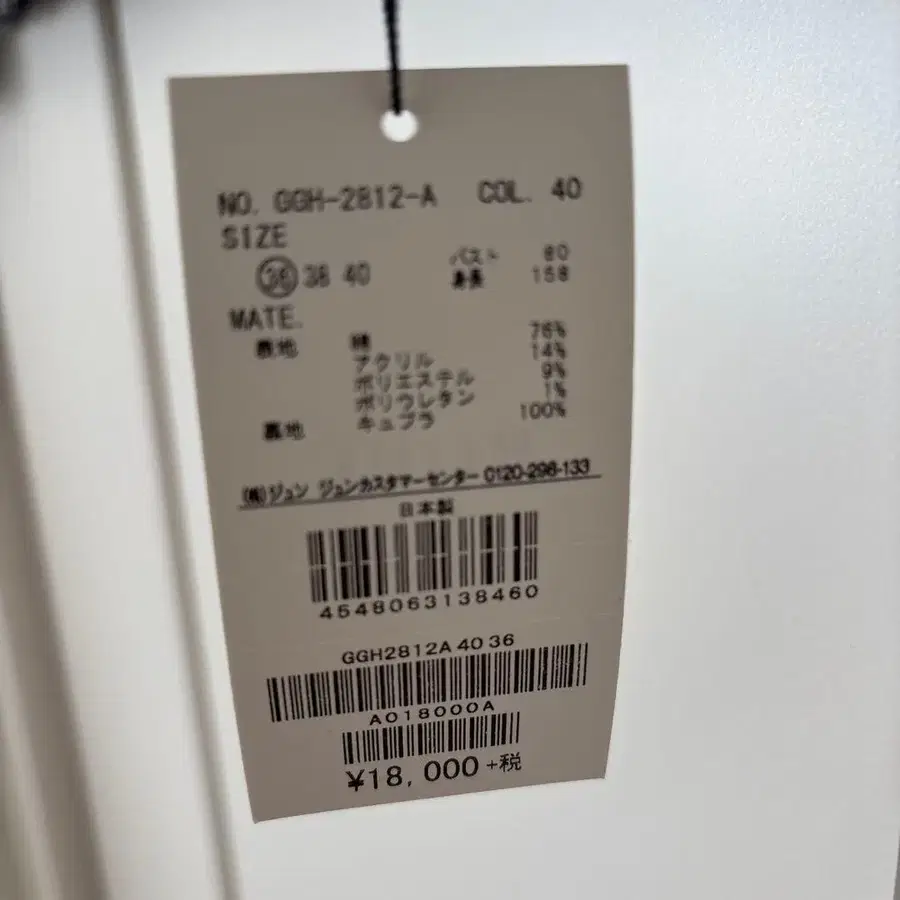 NO. GGH-2812-A COL. 40
SIZE
36 38 40 バスト 80
身長 158
MATE.
表地 綿 76%
アクリル 14%
ポリエステル 9%
ポリウレタン 1%
裏地 キュプラ 100%
(株)ジュン ジュンカスタマーセンター 0120-298-133
日本製
4548063138460
GGH2812A 40 36
A018000A
¥18,000+税